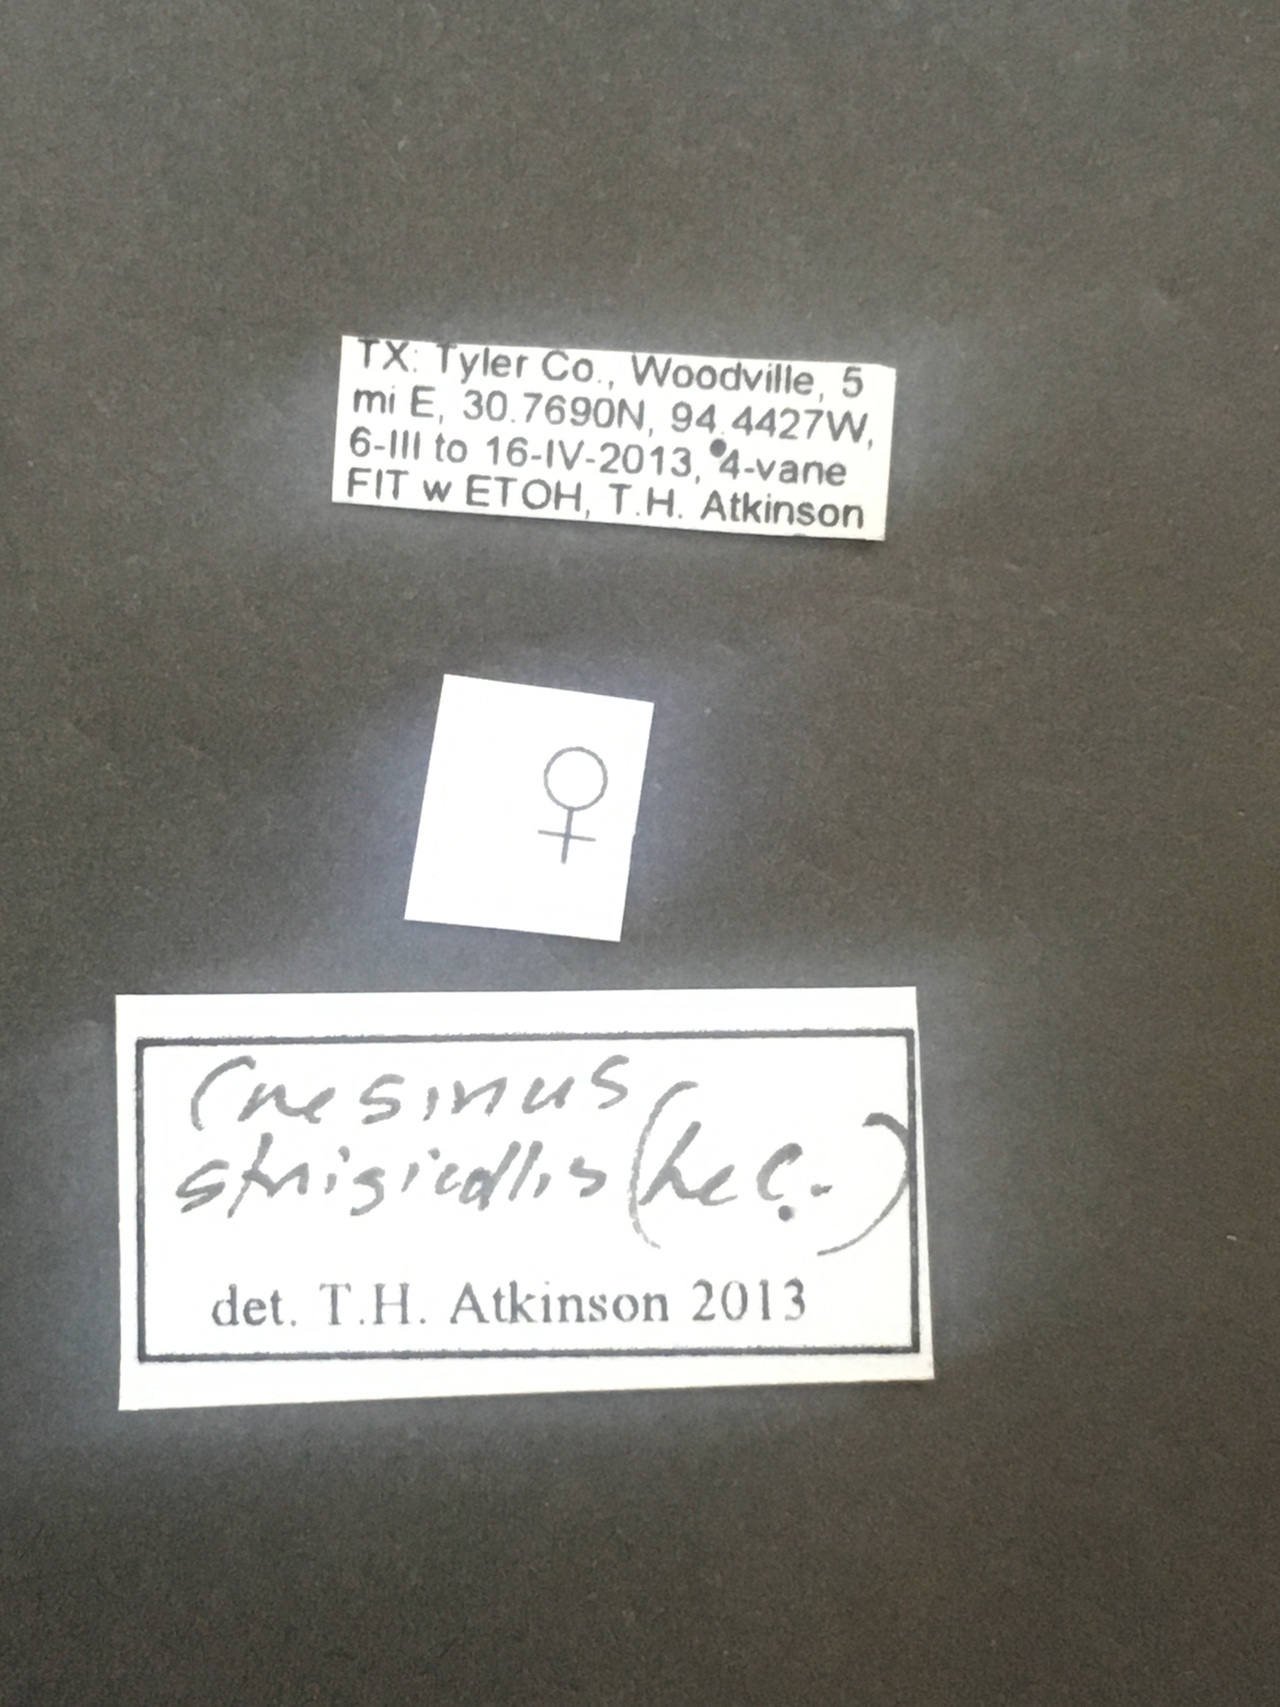 TX: Tyler Co., Woodville, 5
mi E, 30.7690N, 94.4427W,
6-III to 16-IV-2013, 4-vane
FIT w ETOH, T.H. Atkinson
♀
Cnesinus
strigicollis (LeC.)
det. T.H. Atkinson 2013